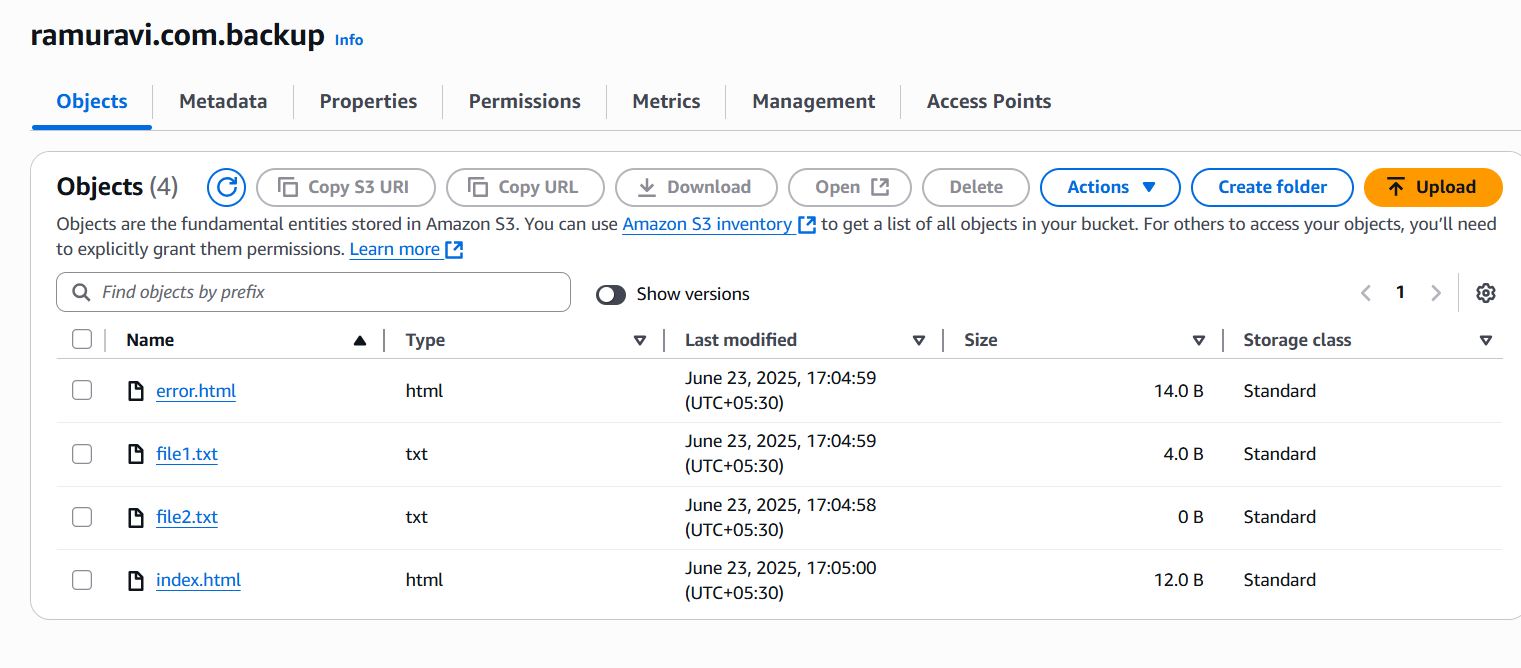 ramuravi.com.backup Info
Objects Metadata Properties Permissions Metrics Management Access Points
Objects (4) Copy S3 URI Copy URL Download Open Delete Actions Create folder Upload
Objects are the fundamental entities stored in Amazon S3. You can use Amazon S3 inventory to get a list of all objects in your bucket. For others to access your objects, you’ll need
to explicitly grant them permissions. Learn more
Find objects by prefix Show versions 1
Name Type Last modified Size Storage class
error.html html June 23, 2025, 17:04:59 (UTC+05:30) 14.0 B Standard
file1.txt txt June 23, 2025, 17:04:59 (UTC+05:30) 4.0 B Standard
file2.txt txt June 23, 2025, 17:04:58 (UTC+05:30) 0 B Standard
index.html html June 23, 2025, 17:05:00 (UTC+05:30) 12.0 B Standard